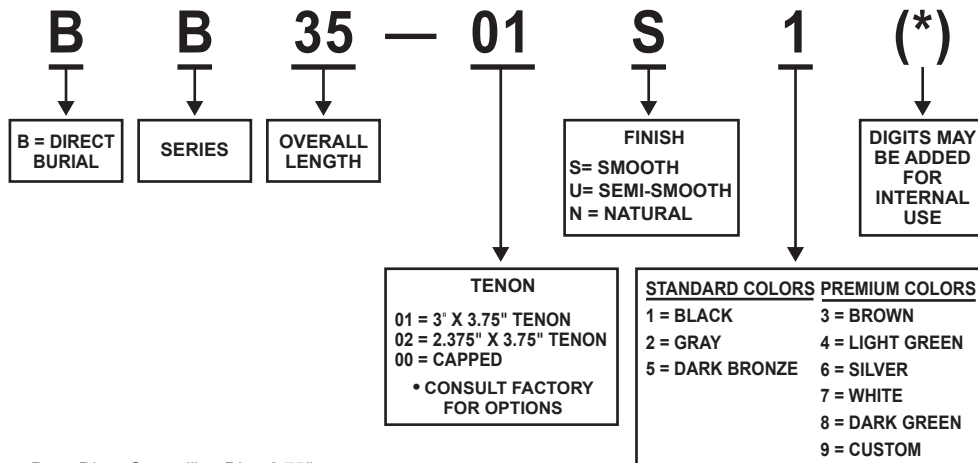 B B 35 — 01 S 1 (*)
B = DIRECT
BURIAL
SERIES
OVERALL
LENGTH
FINISH
S= SMOOTH
U= SEMI-SMOOTH
N = NATURAL
DIGITS MAY
BE ADDED
FOR
INTERNAL
USE
TENON
01 = 3" X 3.75" TENON
02 = 2.375" X 3.75" TENON
00 = CAPPED
• CONSULT FACTORY
FOR OPTIONS
STANDARD COLORS
1 = BLACK
2 = GRAY
5 = DARK BRONZE
PREMIUM COLORS
3 = BROWN
4 = LIGHT GREEN
6 = SILVER
7 = WHITE
8 = DARK GREEN
9 = CUSTOM